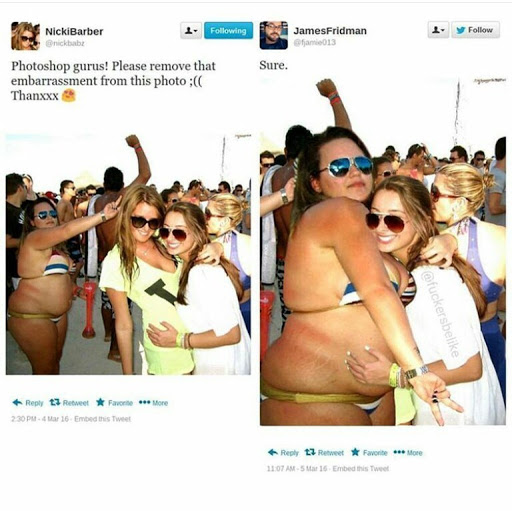 NickiBarber
@nickbabz
Following
Photoshop gurus! Please remove that
embarrassment from this photo ;((
Thanxxx
Reply Retweet Favorite More
2:30 PM - 4 Mar 16 - Embed this Tweet
JamesFridman
@fjamie013
Follow
Sure.
@fuckersbelike
Reply Retweet Favorite More
11:07 AM - 5 Mar 16 - Embed this Tweet